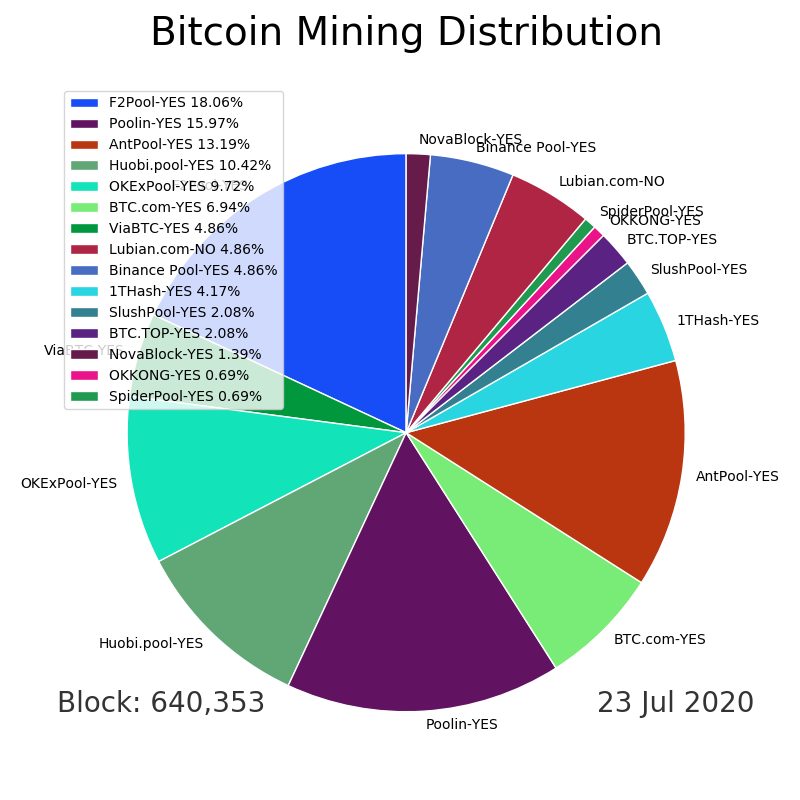 Bitcoin Mining Distribution
F2Pool-YES 18.06%
Poolin-YES 15.97%
AntPool-YES 13.19%
Huobi.pool-YES 10.42%
OKExPool-YES 9.72%
BTC.com-YES 6.94%
ViaBTC-YES 4.86%
Lubian.com-NO 4.86%
Binance Pool-YES 4.86%
1THash-YES 4.17%
SlushPool-YES 2.08%
BTC.TOP-YES 2.08%
NovaBlock-YES 1.39%
OKKONG-YES 0.69%
SpiderPool-YES 0.69%
NovaBlock-YES
Binance Pool-YES
Lubian.com-NO
SpiderPool-YES
OKKONG-YES
BTC.TOP-YES
SlushPool-YES
1THash-YES
ViaBTC-YES
AntPool-YES
OKExPool-YES
BTC.com-YES
Huobi.pool-YES
Poolin-YES
Block: 640,353
23 Jul 2020